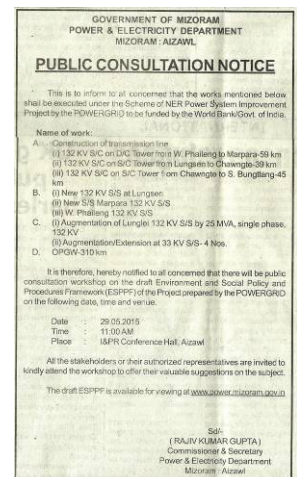 GOVERNMENT OF MIZORAM
POWER & ELECTRICITY DEPARTMENT
MIZORAM : AIZAWL
PUBLIC CONSULTATION NOTICE
This is to inform to all concerned that the works mentioned below
shall be executed under the Scheme of NER Power System Improvement
Project by the POWERGRID to be funded by the World Bank/Govt. of India.
Name of work:
A. Construction of transmission line
(i) 132 KV S/C on D/C Tower from W. Phaileng to Marpara-59 km
(ii) 132 KV S/C on S/C Tower from Lungsen to Chawngte-39 km
(iii) 132 KV S/C on S/C Tower from Chawngte to S. Bungtlang-45
km
B. (i) New 132 KV S/S at Lungsen
(ii) New S/S Marpara 132 KV S/S
(iii) W. Phaileng 132 KV S/S
C. (i) Augmentation of Lunglei 132 KV S/S by 25 MVA, single phase,
132 KV
(ii) Augmentation/Extension at 33 KV S/S- 4 Nos.
D. OPGW-310 km
It is therefore, hereby notified to all concerned that there will be public
consultation workshop on the draft Environment and Social Policy and
Procedures Framework (ESPPF) of the Project prepared by the POWERGRID
on the following date, time and venue.
Date : 29.05.2015
Time : 11:00 AM
Place : I&PR Conference Hall, Aizawl
All the stakeholders or their authorized representatives are invited to
kindly attend the workshop to offer their valuable suggestions on the subject.
The draft ESPPF is available for viewing at www.power.mizoram.gov.in
Sd/-
( RAJIV KUMAR GUPTA )
Commissioner & Secretary
Power & Electricity Department
Mizoram : Aizawl